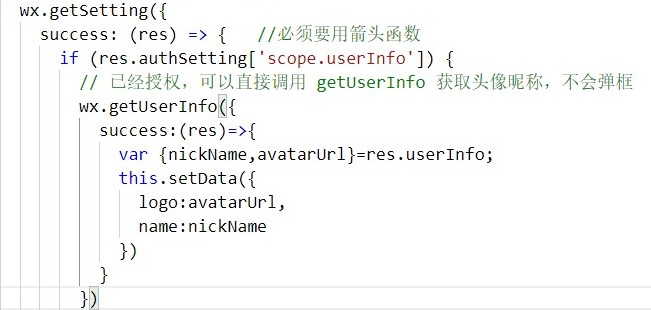 wx.getSetting({
success: (res) => {   //必须要用箭头函数
if (res.authSetting['scope.userInfo']) {
// 已经授权，可以直接调用 getUserInfo 获取头像昵称，不会弹框
wx.getUserInfo({
success:(res)=>{
var {nickName,avatarUrl}=res.userInfo;
this.setData({
logo:avatarUrl,
name:nickName
})
}
})